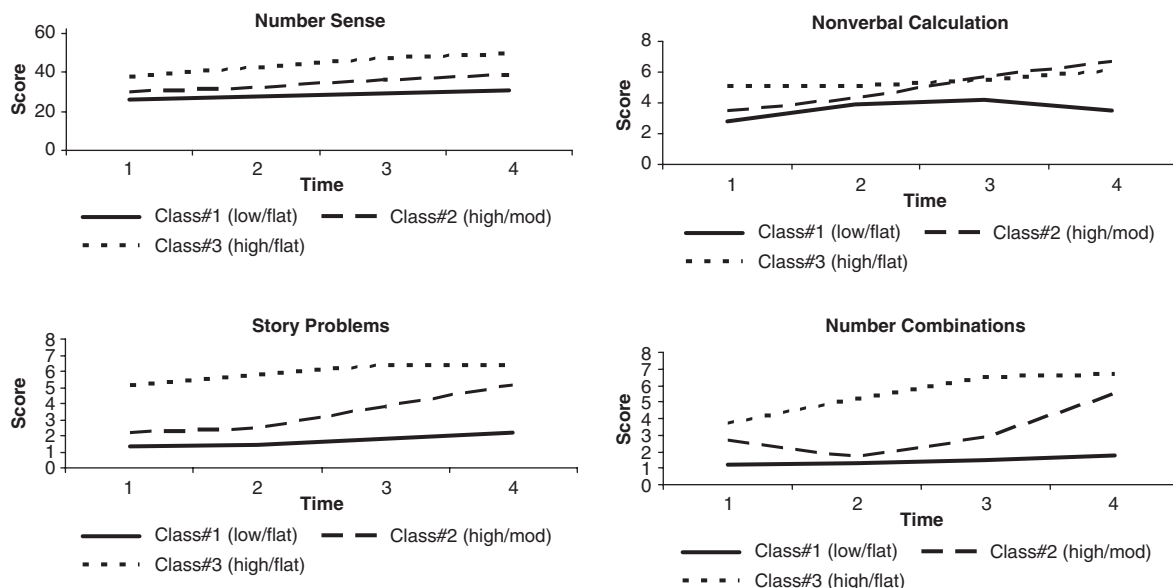 Number Sense
60
40
20
0
Score
1 2 3 4
Time
Class#1 (low/flat) Class#2 (high/mod)
Class#3 (high/flat)
Nonverbal Calculation
8
6
4
2
0
Score
1 2 3 4
Time
Class#1 (low/flat) Class#2 (high/mod)
Class#3 (high/flat)
Story Problems
8
7
6
5
4
3
2
1
0
Score
1 2 3 4
Time
Class#1 (low/flat) Class#2 (high/mod)
Class#3 (high/flat)
Number Combinations
8
7
6
5
4
3
2
1
0
Score
1 2 3 4
Time
Class#1 (low/flat) Class#2 (high/mod)
Class#3 (high/flat)